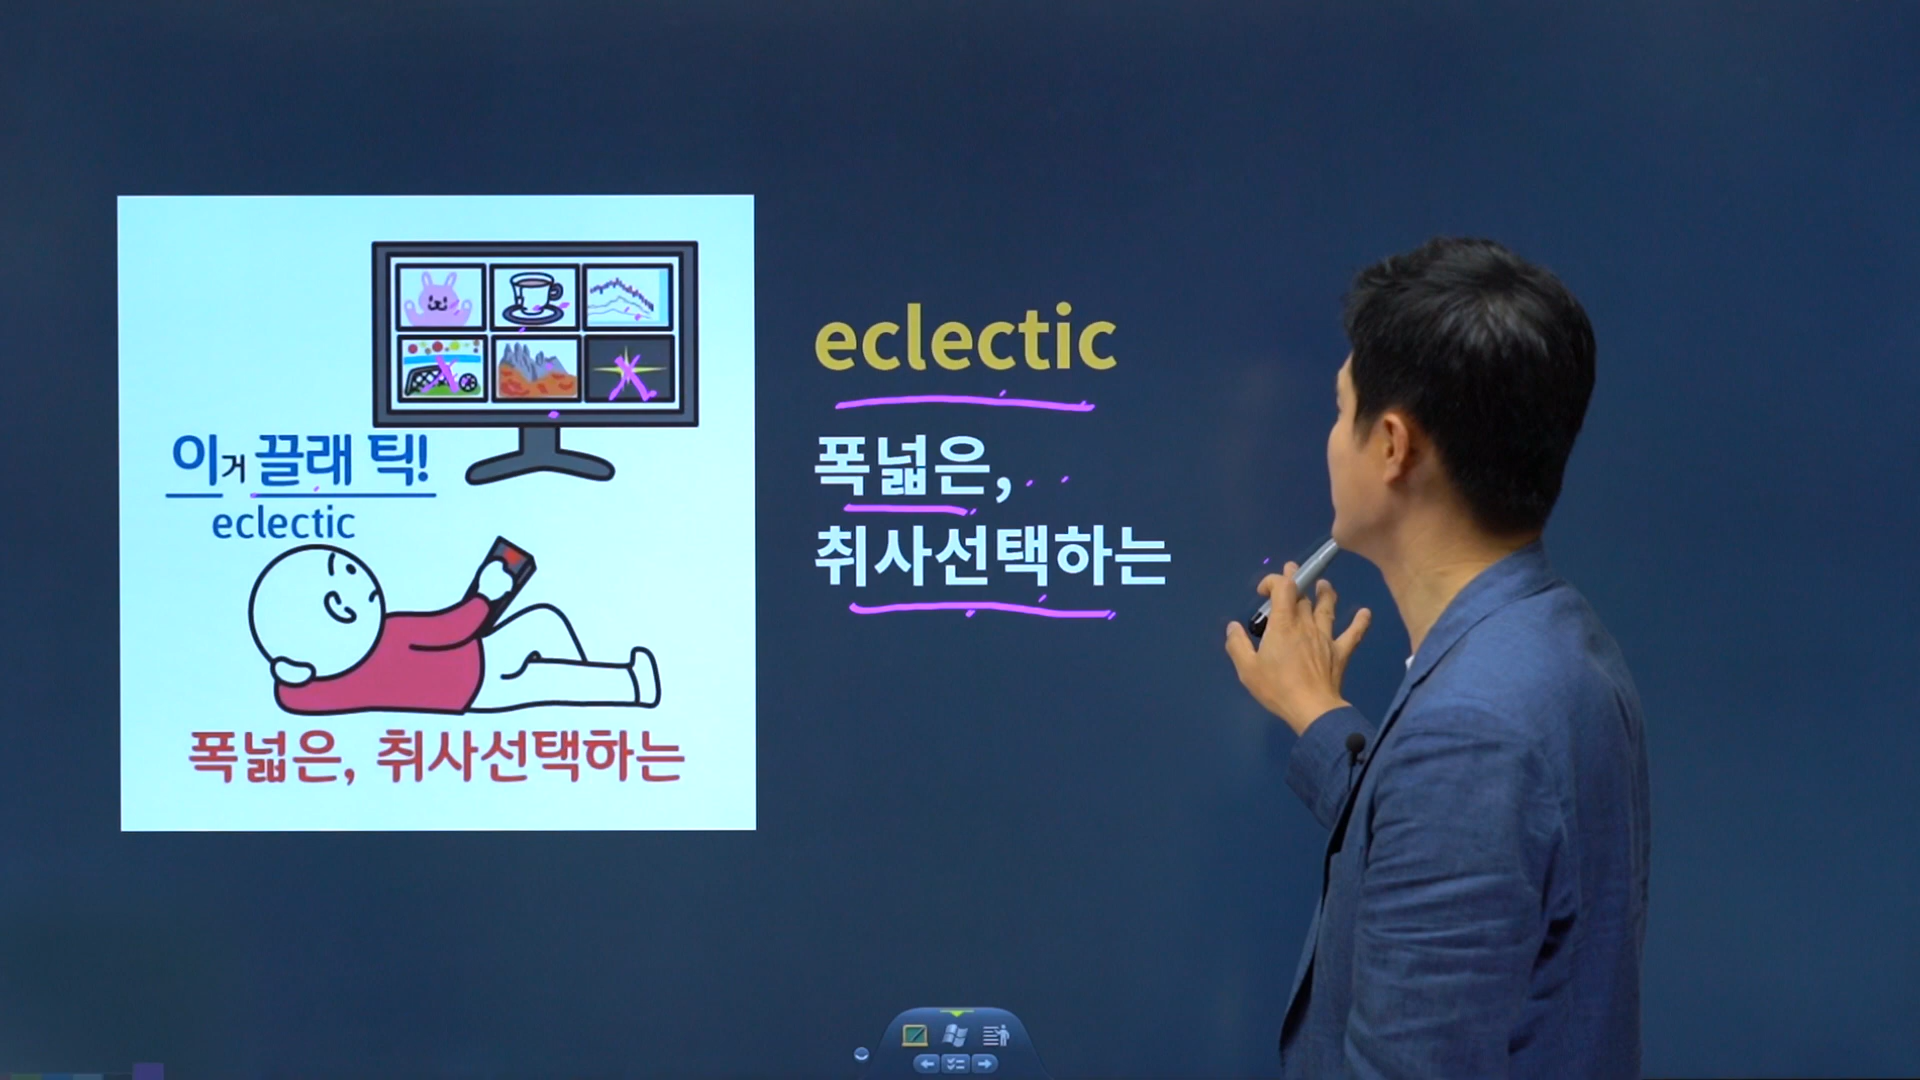 이거 끌래 틱!
eclectic
폭넓은, 취사선택하는
eclectic
폭넓은,
취사선택하는